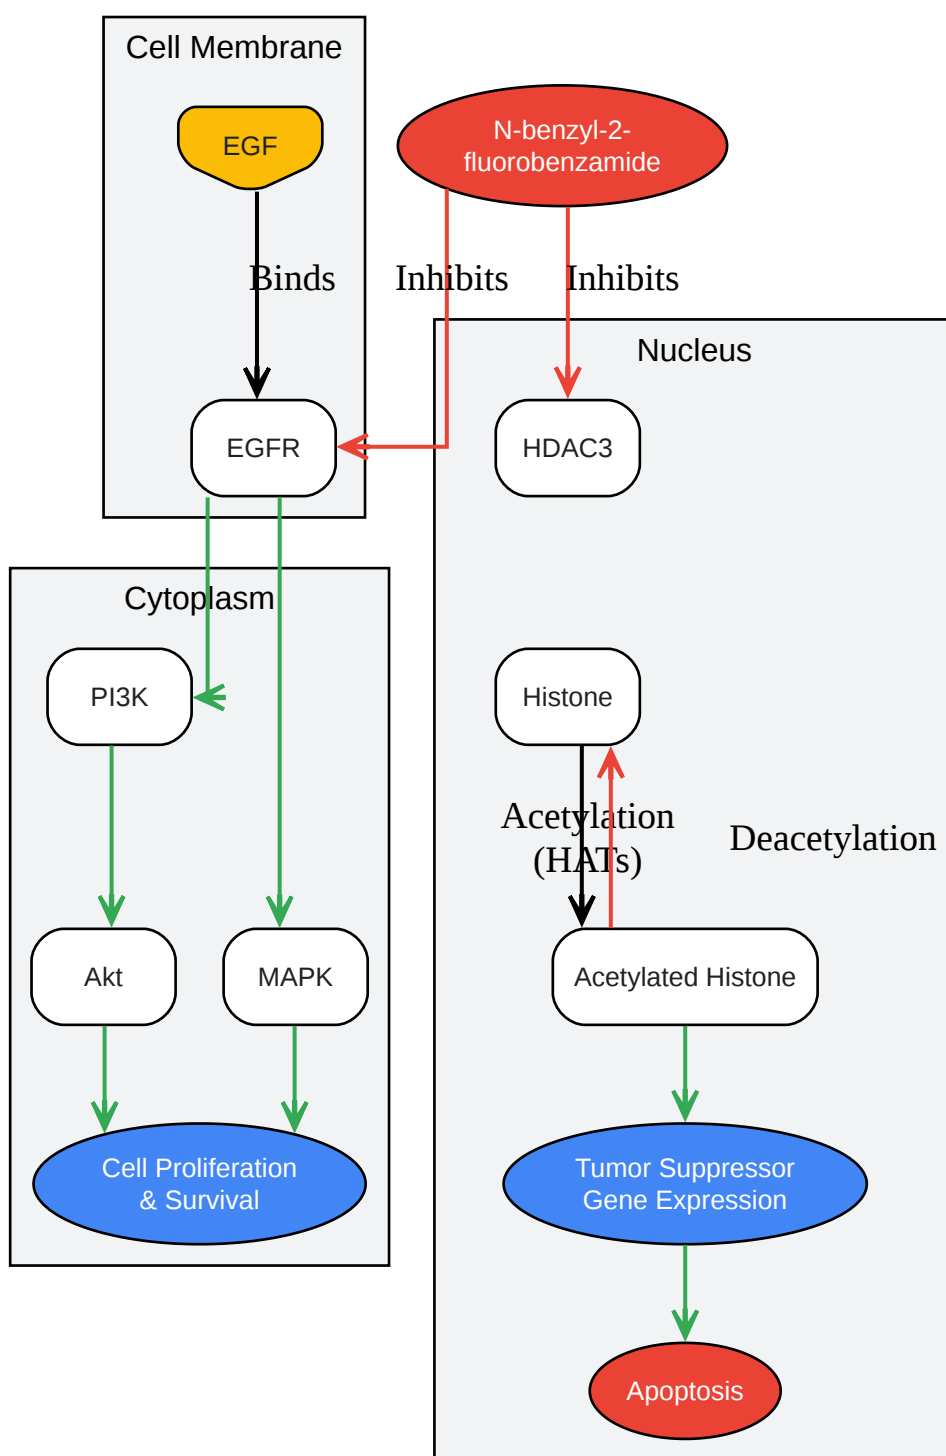 Cell Membrane
EGF
N-benzyl-2-
fluorobenzamide
Binds
Inhibits
Inhibits
Nucleus
EGFR
HDAC3
Cytoplasm
PI3K
Histone
Acetylation
(HATs)
Deacetylation
Akt
MAPK
Acetylated Histone
Cell Proliferation
& Survival
Tumor Suppressor
Gene Expression
Apoptosis